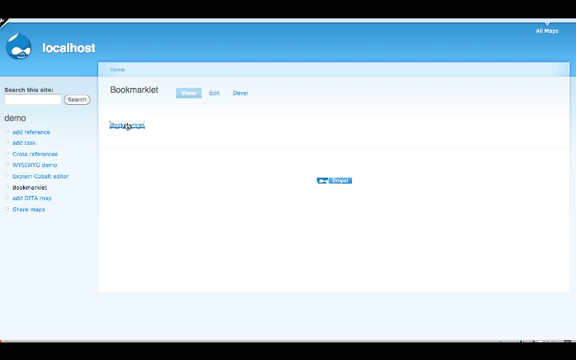 All Maps
localhost
Home
Search this site:
Search
Bookmarklet
View
Edit
Devel
Bookmarklet
demo
add reference
add task
Cross references
WYSIWYG demo
Explain Cobalt editor
Bookmarklet
add DITA map
Share maps
Drupal